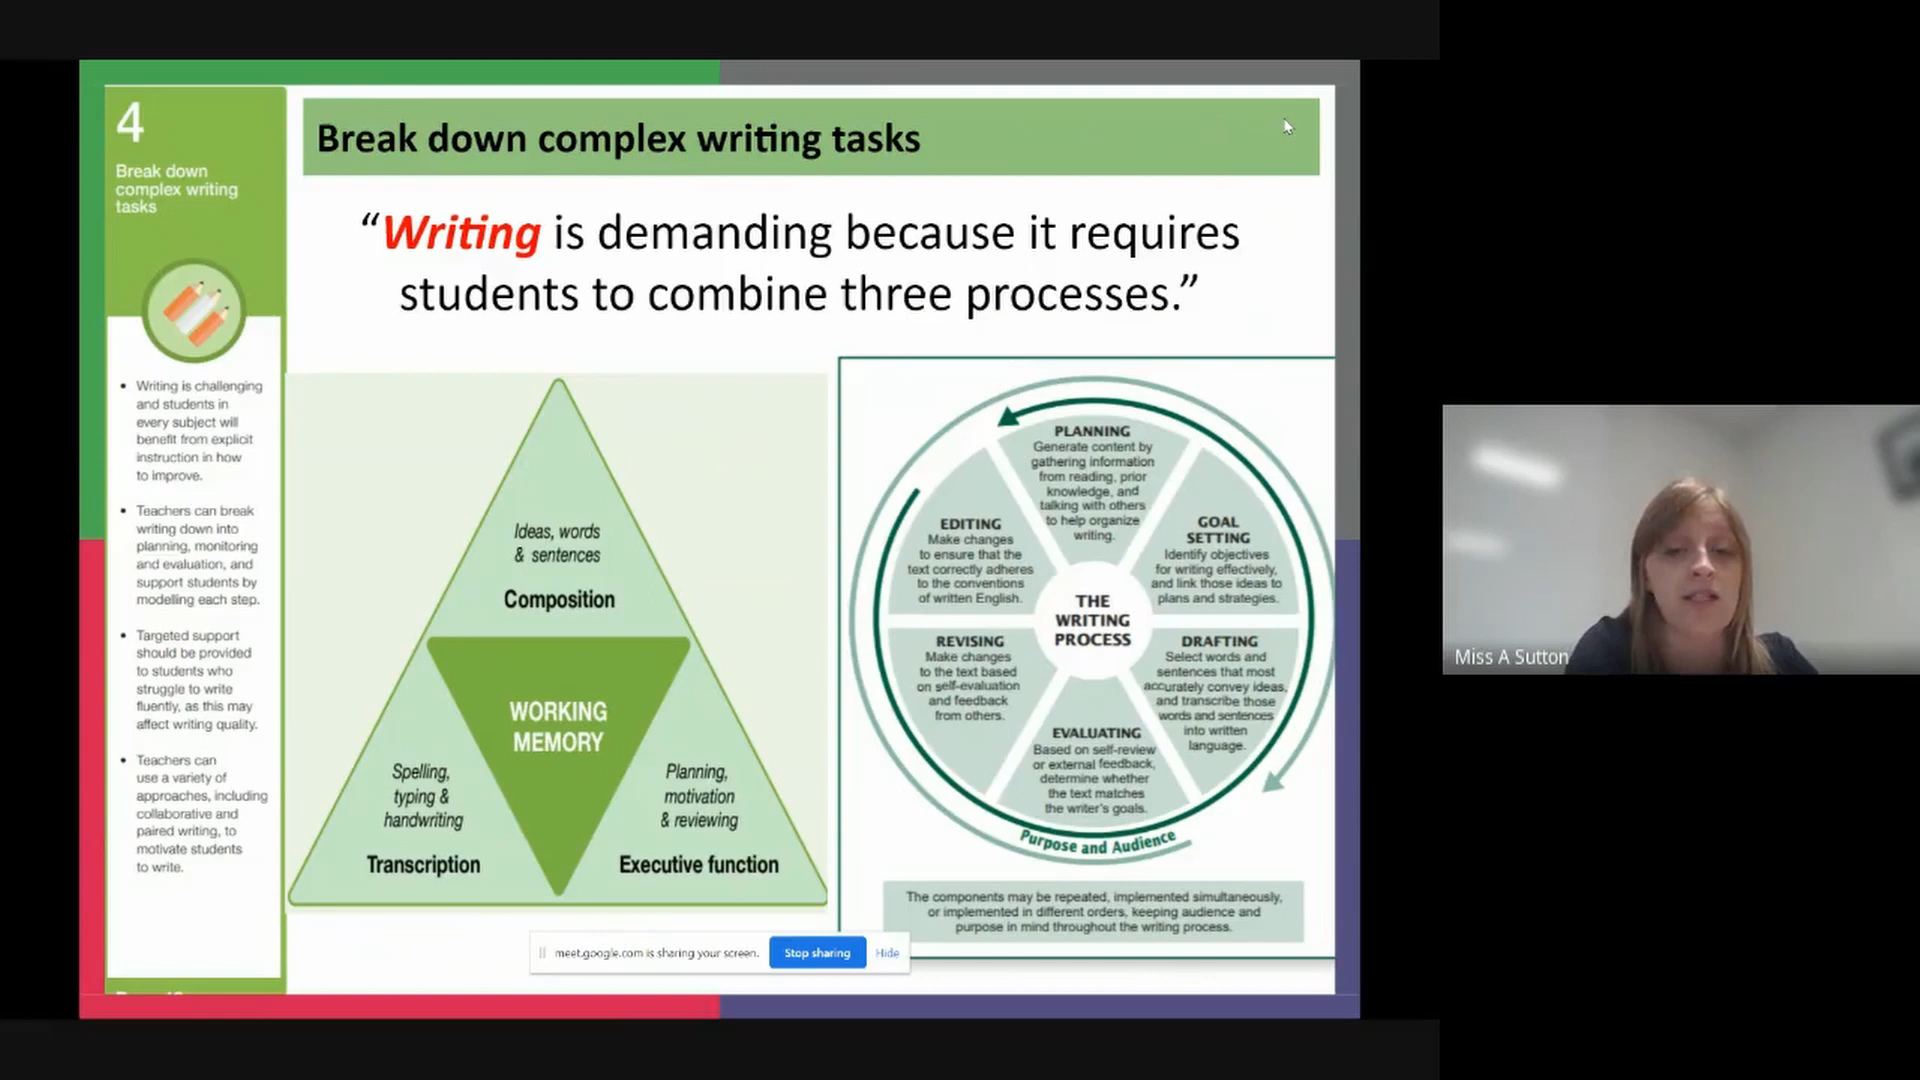 4
Break down
complex writing
tasks
• Writing is challenging
and students in
every subject will
benefit from explicit
instruction in how
to improve.
• Teachers can break
writing down into
planning, monitoring
and evaluation, and
support students by
modelling each step.
• Targeted support
should be provided
to students who
struggle to write
fluently, as this may
affect writing quality.
• Teachers can
use a variety of
approaches, including
collaborative and
paired writing, to
motivate students
to write.
Break down complex writing tasks
“Writing is demanding because it requires
students to combine three processes.”
Ideas, words
& sentences
Composition
WORKING
MEMORY
Spelling,
typing &
handwriting
Transcription
Planning,
motivation
& reviewing
Executive function
PLANNING
Generate content by
gathering information
from reading, prior
knowledge, and
talking with others
to help organize
writing.
GOAL
SETTING
Identify objectives
for writing effectively,
and link those ideas to
plans and strategies.
DRAFTING
Select words and
sentences that most
accurately convey ideas,
and transcribe those
words and sentences
into written
language.
EVALUATING
Based on self-review
or external feedback,
determine whether
the text matches
the writer's goals.
REVISING
Make changes
to the text based
on self-evaluation
and feedback
from others.
EDITING
Make changes
to ensure that the
text correctly adheres
to the conventions
of written English.
THE
WRITING
PROCESS
Purpose and Audience
The components may be repeated, implemented simultaneously,
or implemented in different orders, keeping audience and
purpose in mind throughout the writing process.
meet.google.com is sharing your screen.
Stop sharing
Hide
Miss A Sutton